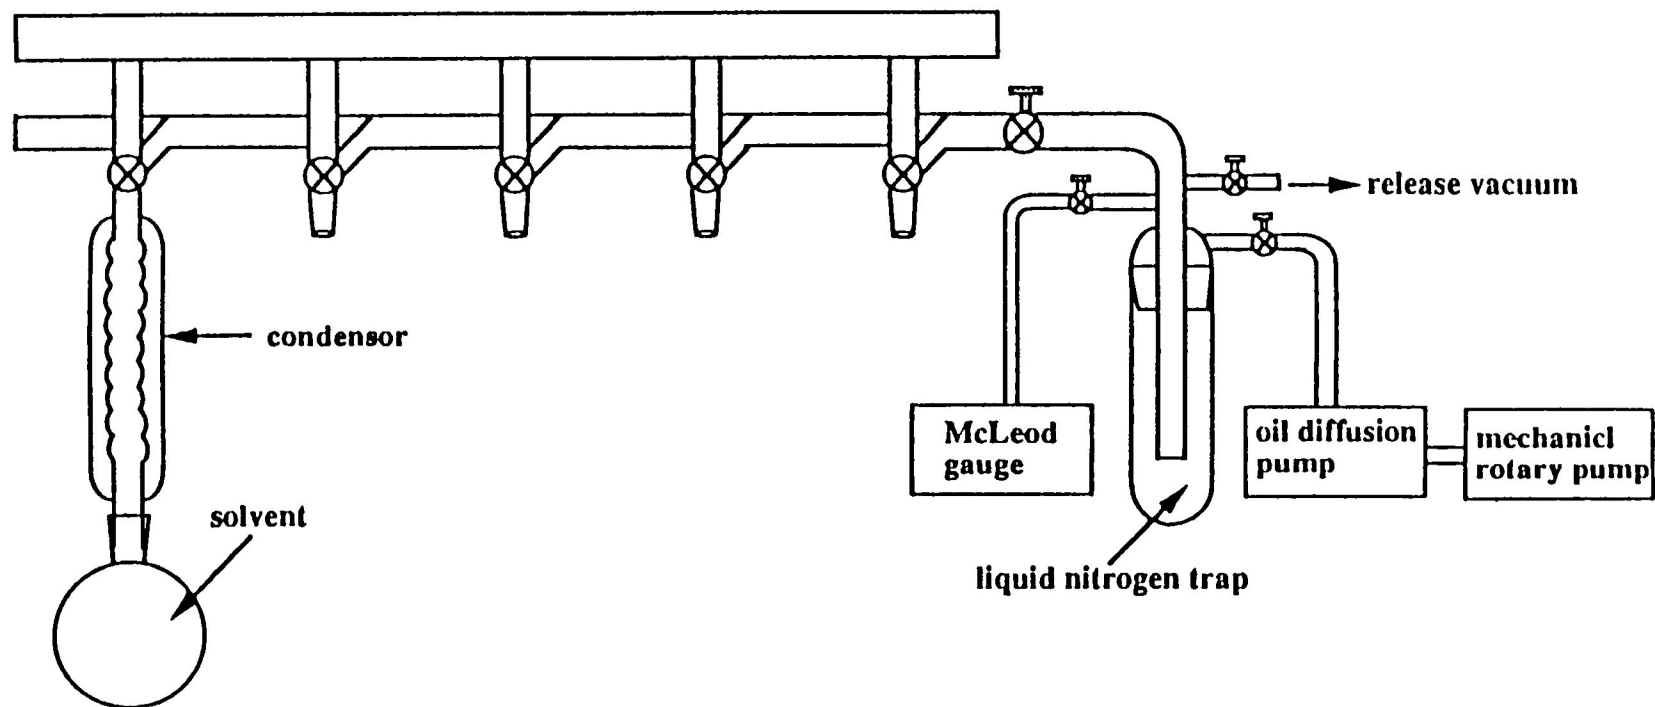 release vacuum
condensor
McLeod
gauge
oil diffusion
pump
mechanicl
rotary pump
solvent
liquid nitrogen trap